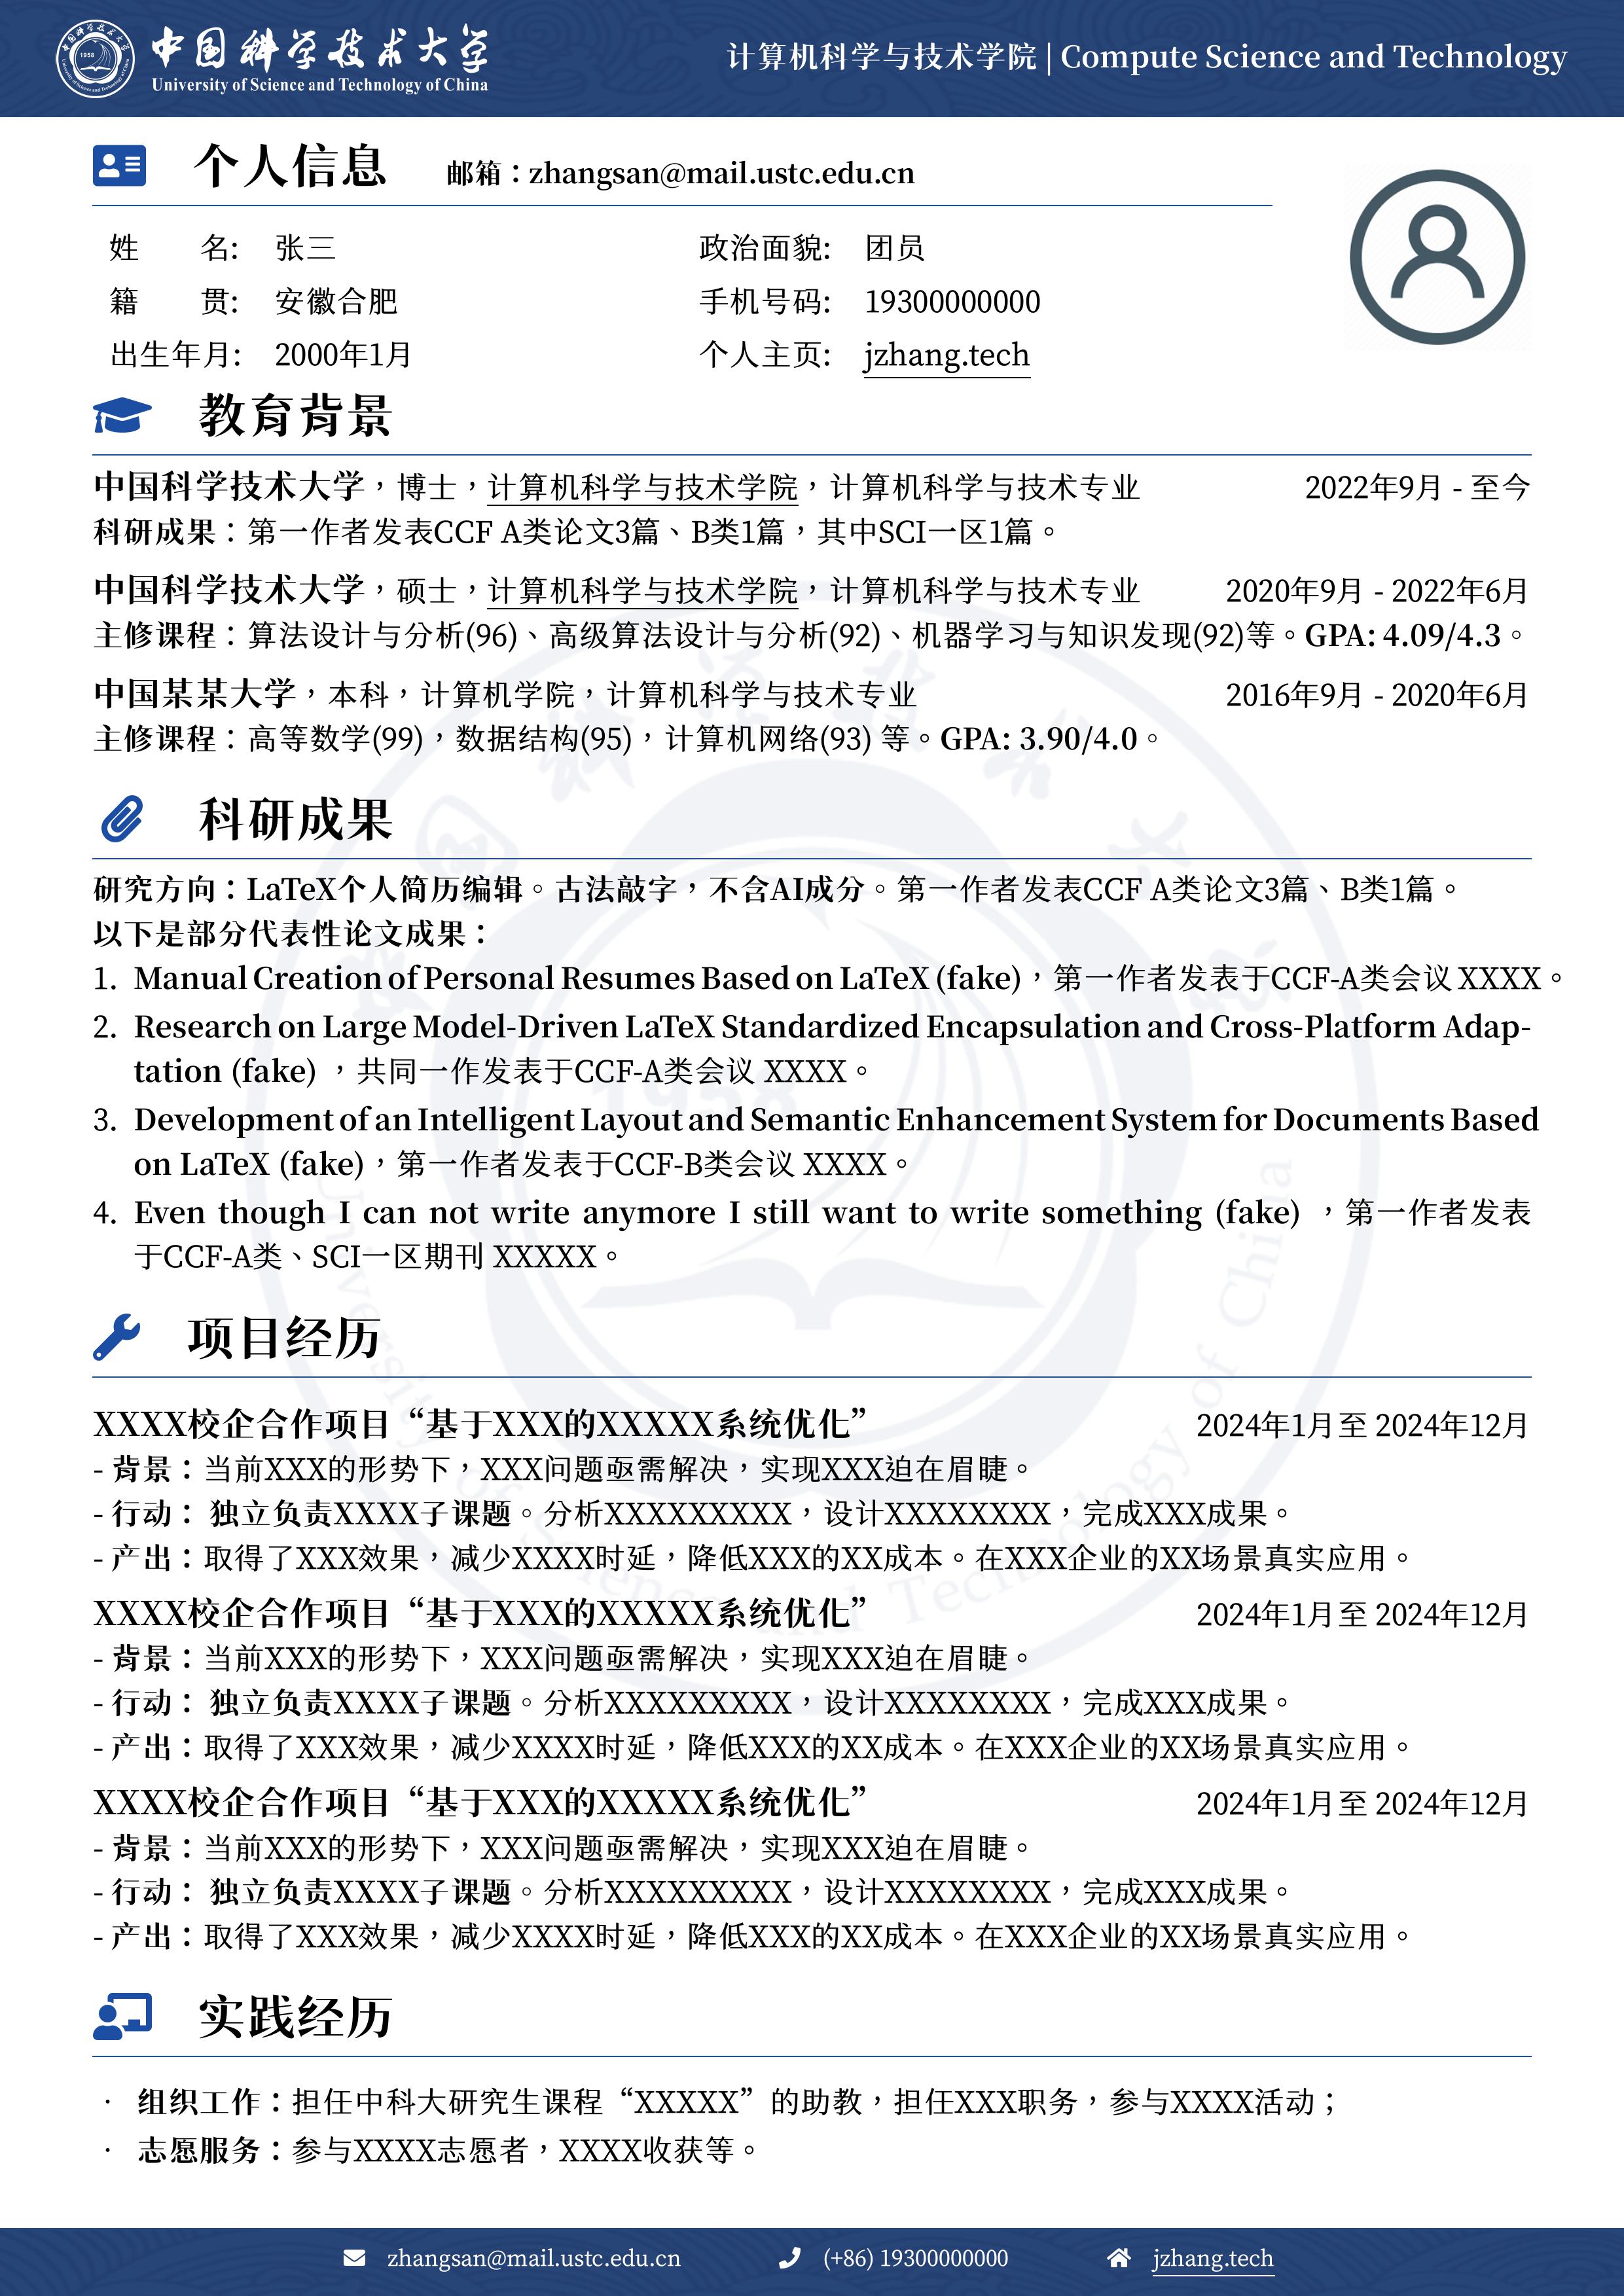 中国科学技术大学
University of Science and Technology of China
计算机科学与技术学院 | Compute Science and Technology
个人信息 邮箱：zhangsan@mail.ustc.edu.cn
姓 名: 张三 政治面貌: 团员
籍 贯: 安徽合肥 手机号码: 19300000000
出生年月: 2000年1月 个人主页: jzhang.tech
教育背景
中国科学技术大学，博士，计算机科学与技术学院，计算机科学与技术专业 2022年9月 - 至今
科研成果：第一作者发表CCF A类论文3篇、B类1篇，其中SCI一区1篇。
中国科学技术大学，硕士，计算机科学与技术学院，计算机科学与技术专业 2020年9月 - 2022年6月
主修课程：算法设计与分析(96)、高级算法设计与分析(92)、机器学习与知识发现(92)等。GPA: 4.09/4.3。
中国某某大学，本科，计算机学院，计算机科学与技术专业 2016年9月 - 2020年6月
主修课程：高等数学(99)，数据结构(95)，计算机网络(93) 等。GPA: 3.90/4.0。
科研成果
研究方向：LaTeX个人简历编辑。古法敲字，不含AI成分。第一作者发表CCF A类论文3篇、B类1篇。
以下是部分代表性论文成果：
1. Manual Creation of Personal Resumes Based on LaTeX (fake)，第一作者发表于CCF-A类会议 XXXX。
2. Research on Large Model-Driven LaTeX Standardized Encapsulation and Cross-Platform Adap-
tation (fake) ，共同一作发表于CCF-A类会议 XXXX。
3. Development of an Intelligent Layout and Semantic Enhancement System for Documents Based
on LaTeX (fake)，第一作者发表于CCF-B类会议 XXXX。
4. Even though I can not write anymore I still want to write something (fake) ，第一作者发表
于CCF-A类、SCI一区期刊 XXXXX。
项目经历
XXXX校企合作项目“基于XXX的XXXXX系统优化” 2024年1月至 2024年12月
- 背景：当前XXX的形势下，XXX问题亟需解决，实现XXX迫在眉睫。
- 行动： 独立负责XXXX子课题。分析XXXXXXXXX，设计XXXXXXXX，完成XXX成果。
- 产出：取得了XXX效果，减少XXXX时延，降低XXX的XX成本。在XXX企业的XX场景真实应用。
XXXX校企合作项目“基于XXX的XXXXX系统优化” 2024年1月至 2024年12月
- 背景：当前XXX的形势下，XXX问题亟需解决，实现XXX迫在眉睫。
- 行动： 独立负责XXXX子课题。分析XXXXXXXXX，设计XXXXXXXX，完成XXX成果。
- 产出：取得了XXX效果，减少XXXX时延，降低XXX的XX成本。在XXX企业的XX场景真实应用。
XXXX校企合作项目“基于XXX的XXXXX系统优化” 2024年1月至 2024年12月
- 背景：当前XXX的形势下，XXX问题亟需解决，实现XXX迫在眉睫。
- 行动： 独立负责XXXX子课题。分析XXXXXXXXX，设计XXXXXXXX，完成XXX成果。
- 产出：取得了XXX效果，减少XXXX时延，降低XXX的XX成本。在XXX企业的XX场景真实应用。
实践经历
· 组织工作：担任中科大研究生课程“XXXXX”的助教，担任XXX职务，参与XXXX活动；
· 志愿服务：参与XXXX志愿者，XXXX收获等。
zhangsan@mail.ustc.edu.cn (+86) 19300000000 jzhang.tech
中国科学技术大学
1958
University of Science and Technology of China